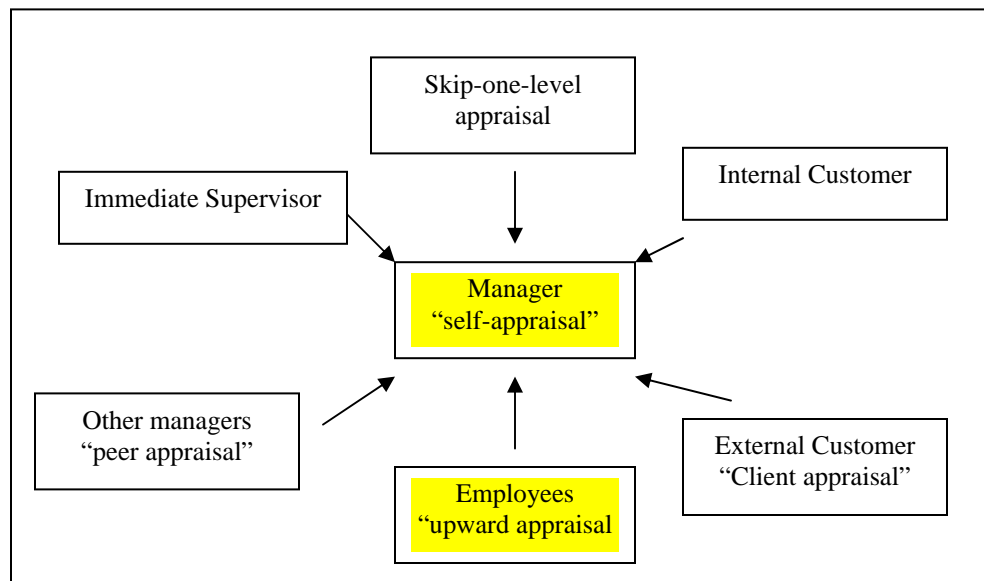 Skip-one-level
appraisal
Immediate Supervisor
Internal Customer
Manager
“self-appraisal”
Other managers
“peer appraisal”
External Customer
“Client appraisal”
Employees
“upward appraisal